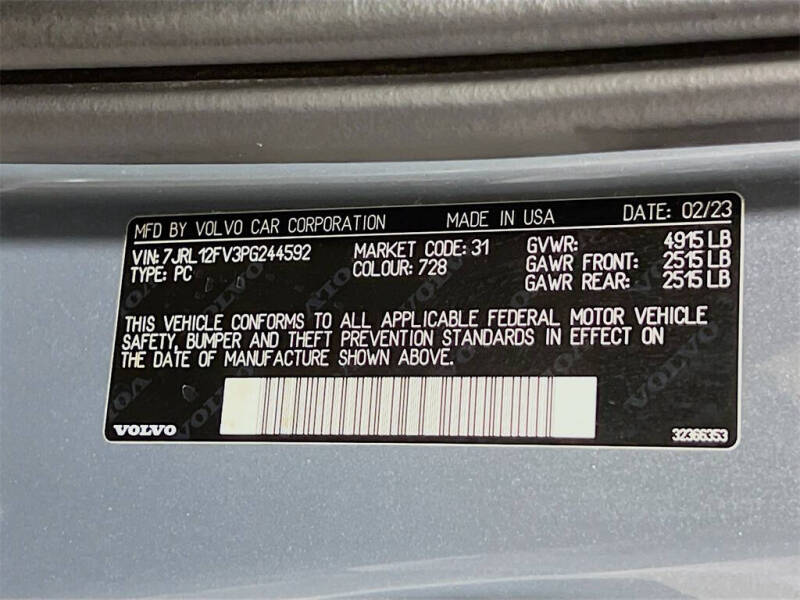 MFD BY VOLVO CAR CORPORATION MADE IN USA DATE: 02/23
VIN: 7JRL12FV3PG244592 MARKET CODE: 31 GVWR: 4915 LB
TYPE: PC COLOUR: 728 GAWR FRONT: 2515 LB
GAWR REAR: 2515 LB
THIS VEHICLE CONFORMS TO ALL APPLICABLE FEDERAL MOTOR VEHICLE
SAFETY, BUMPER AND THEFT PREVENTION STANDARDS IN EFFECT ON
THE DATE OF MANUFACTURE SHOWN ABOVE.
VOLVO 32366353